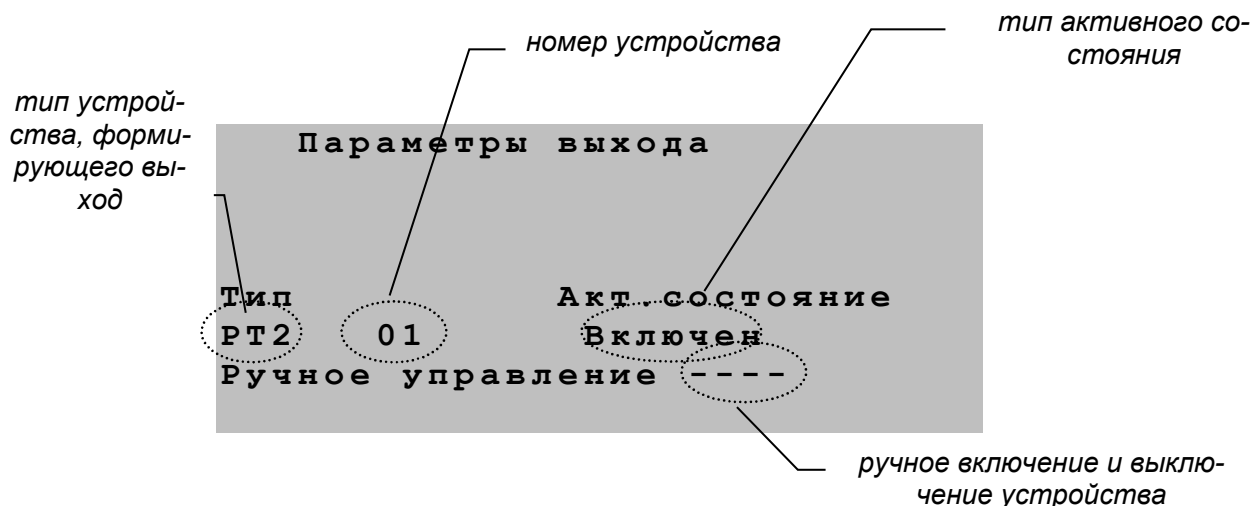 тип активного со-
стояния
номер устройства
тип устрой-
ства, форми-
рующего вы-
ход
Параметры выхода
Тип Акт.состояние
РТ2 01 Включен
Ручное управление ----
ручное включение и выклю-
чение устройства